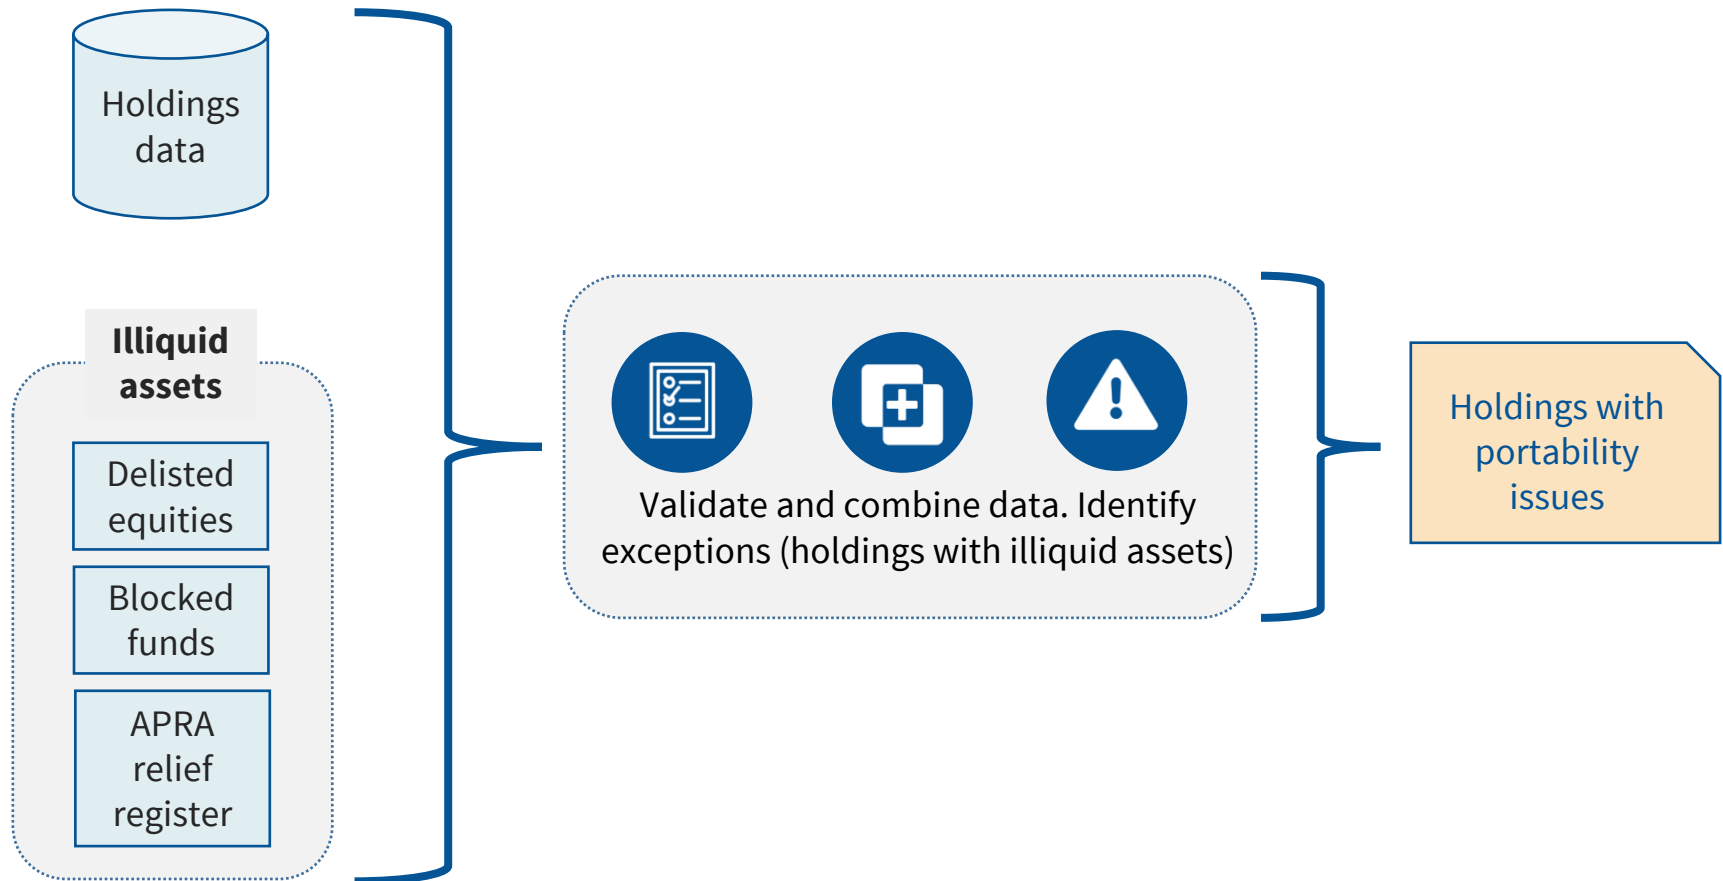 Holdings
data
Illiquid
assets
Delisted
equities
Blocked
funds
APRA
relief
register
Validate and combine data. Identify
exceptions (holdings with illiquid assets)
Holdings with
portability
issues